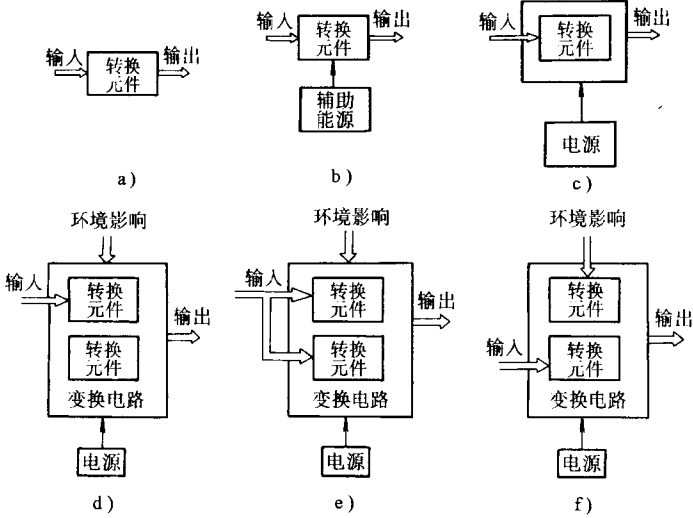 输入
转换
元件
输出
a)
输入
转换
元件
输出
辅助
能源
b)
输入
转换
元件
输出
电源
c)
环境影响
输入
转换
元件
转换
元件
变换电路
输出
电源
d)
环境影响
输入
转换
元件
转换
元件
变换电路
输出
电源
e)
环境影响
转换
元件
输入
转换
元件
变换电路
输出
电源
f)